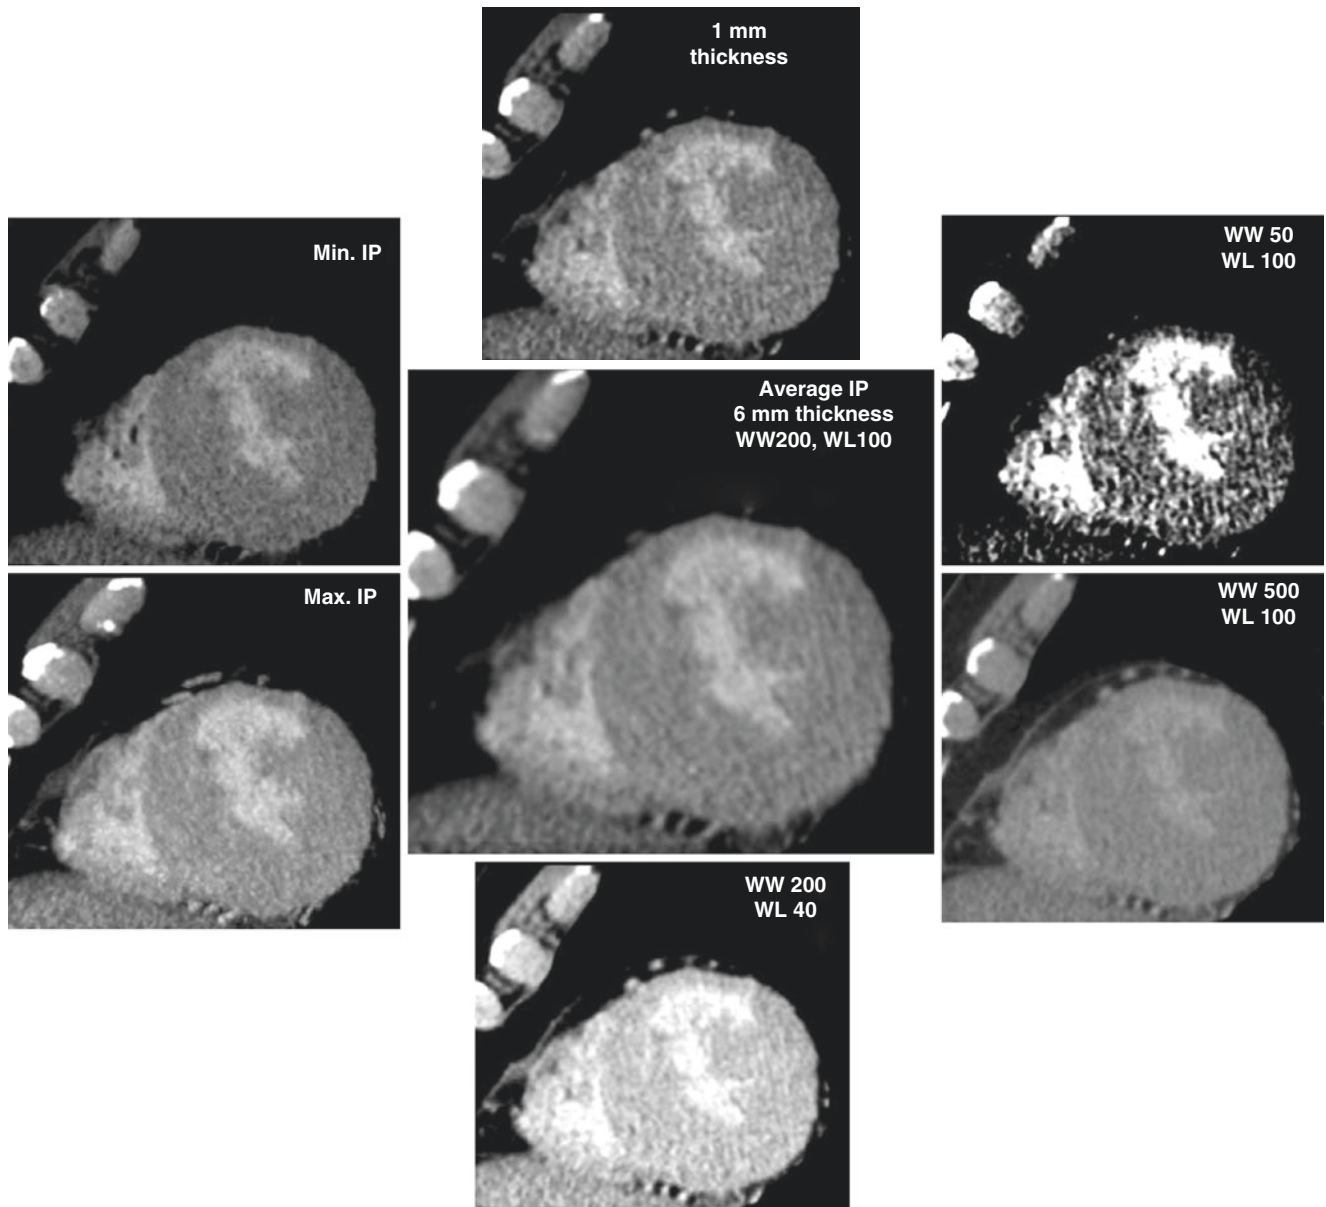 1 mm
thickness
Min. IP
WW 50
WL 100
Average IP
6 mm thickness
WW200, WL100
Max. IP
WW 500
WL 100
WW 200
WL 40